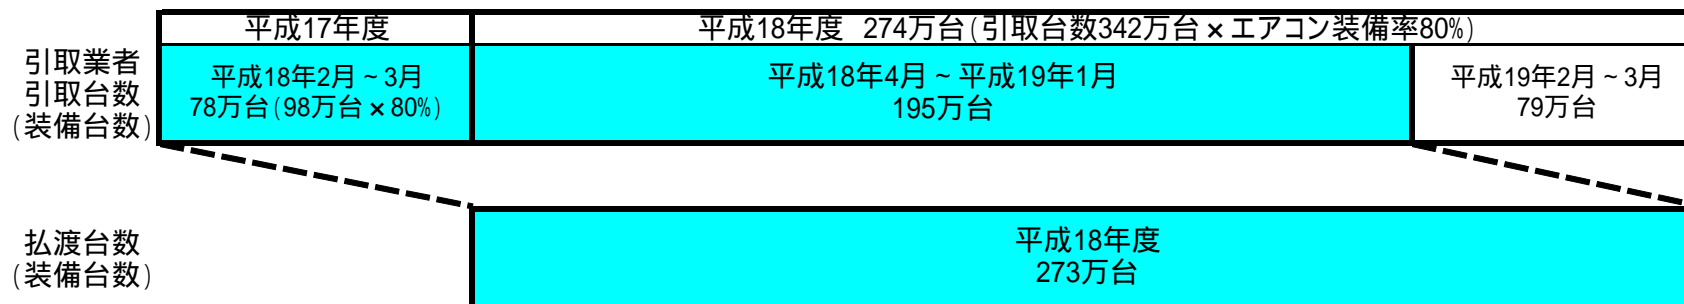 平成17年度
平成18年度 274万台(引取台数342万台×エアコン装備率80%)
引取業者
引取台数
(装備台数)
平成18年2月~3月
78万台(98万台×80%)
平成18年4月~平成19年1月
195万台
平成19年2月~3月
79万台
払渡台数
(装備台数)
平成18年度
273万台